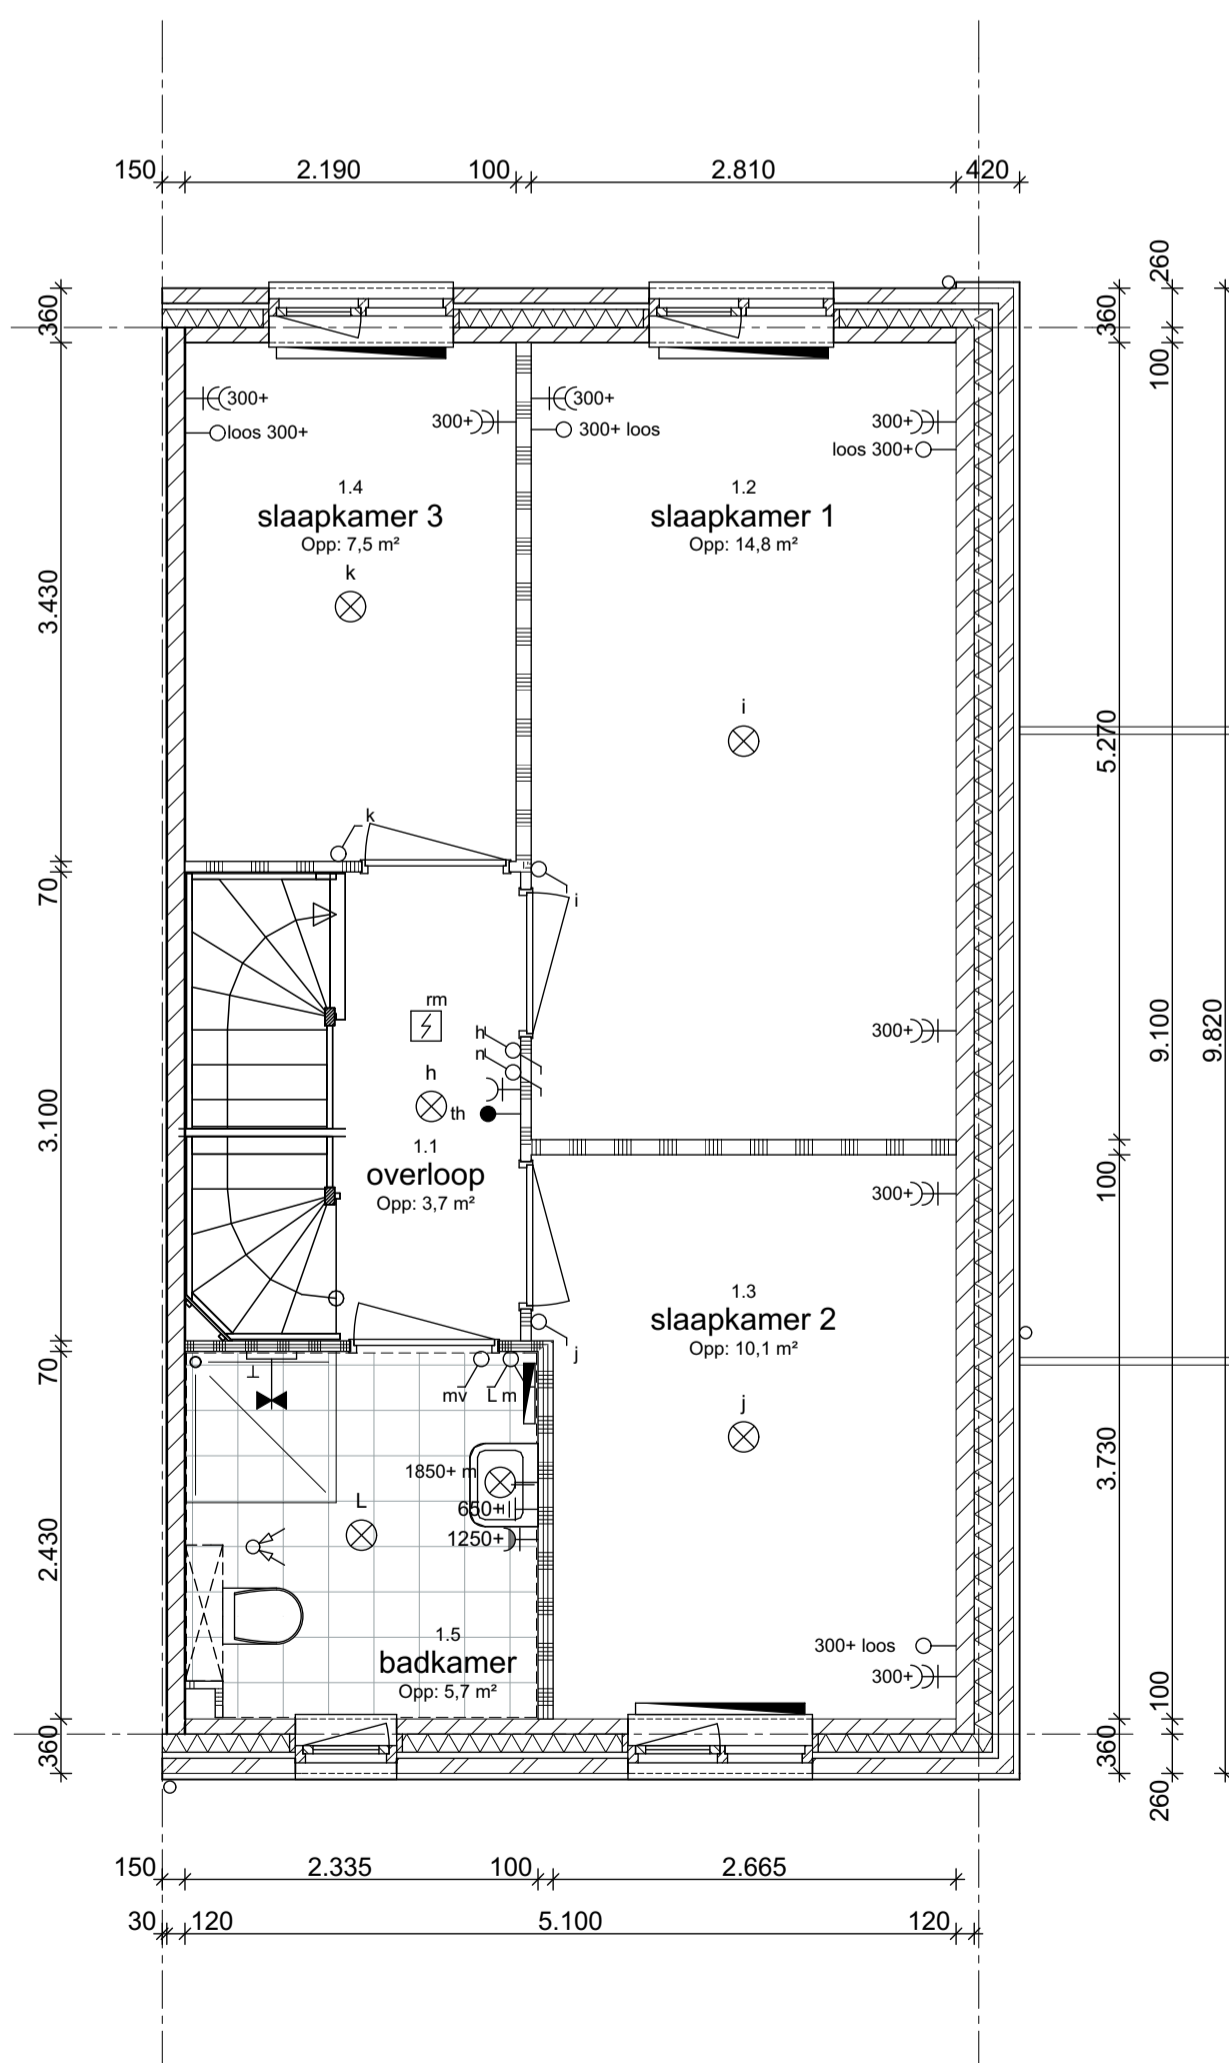 150 2.190 100 2.810 420
360 360 260
100
300+ 300+ 300+ 300+
loos 300+ 300+ loos loos 300+
1.4 1.2
slaapkamer 3 slaapkamer 1
Opp: 7,5 m² Opp: 14,8 m²
k
3.430
i
5.270
k
70
i
rm
h
n
300+
9.100 9.820
h
th
3.100
1.1
overloop
Opp: 3,7 m²
300+
100
1.3
slaapkamer 2
Opp: 10,1 m²
j
70
mv L m
j
1850+ m
3.730
L
650+
1250+
2.430
1.5
badkamer
Opp: 5,7 m²
300+ loos
300+
360 360 100
260
150 2.335 100 2.665
30 120 5.100 120